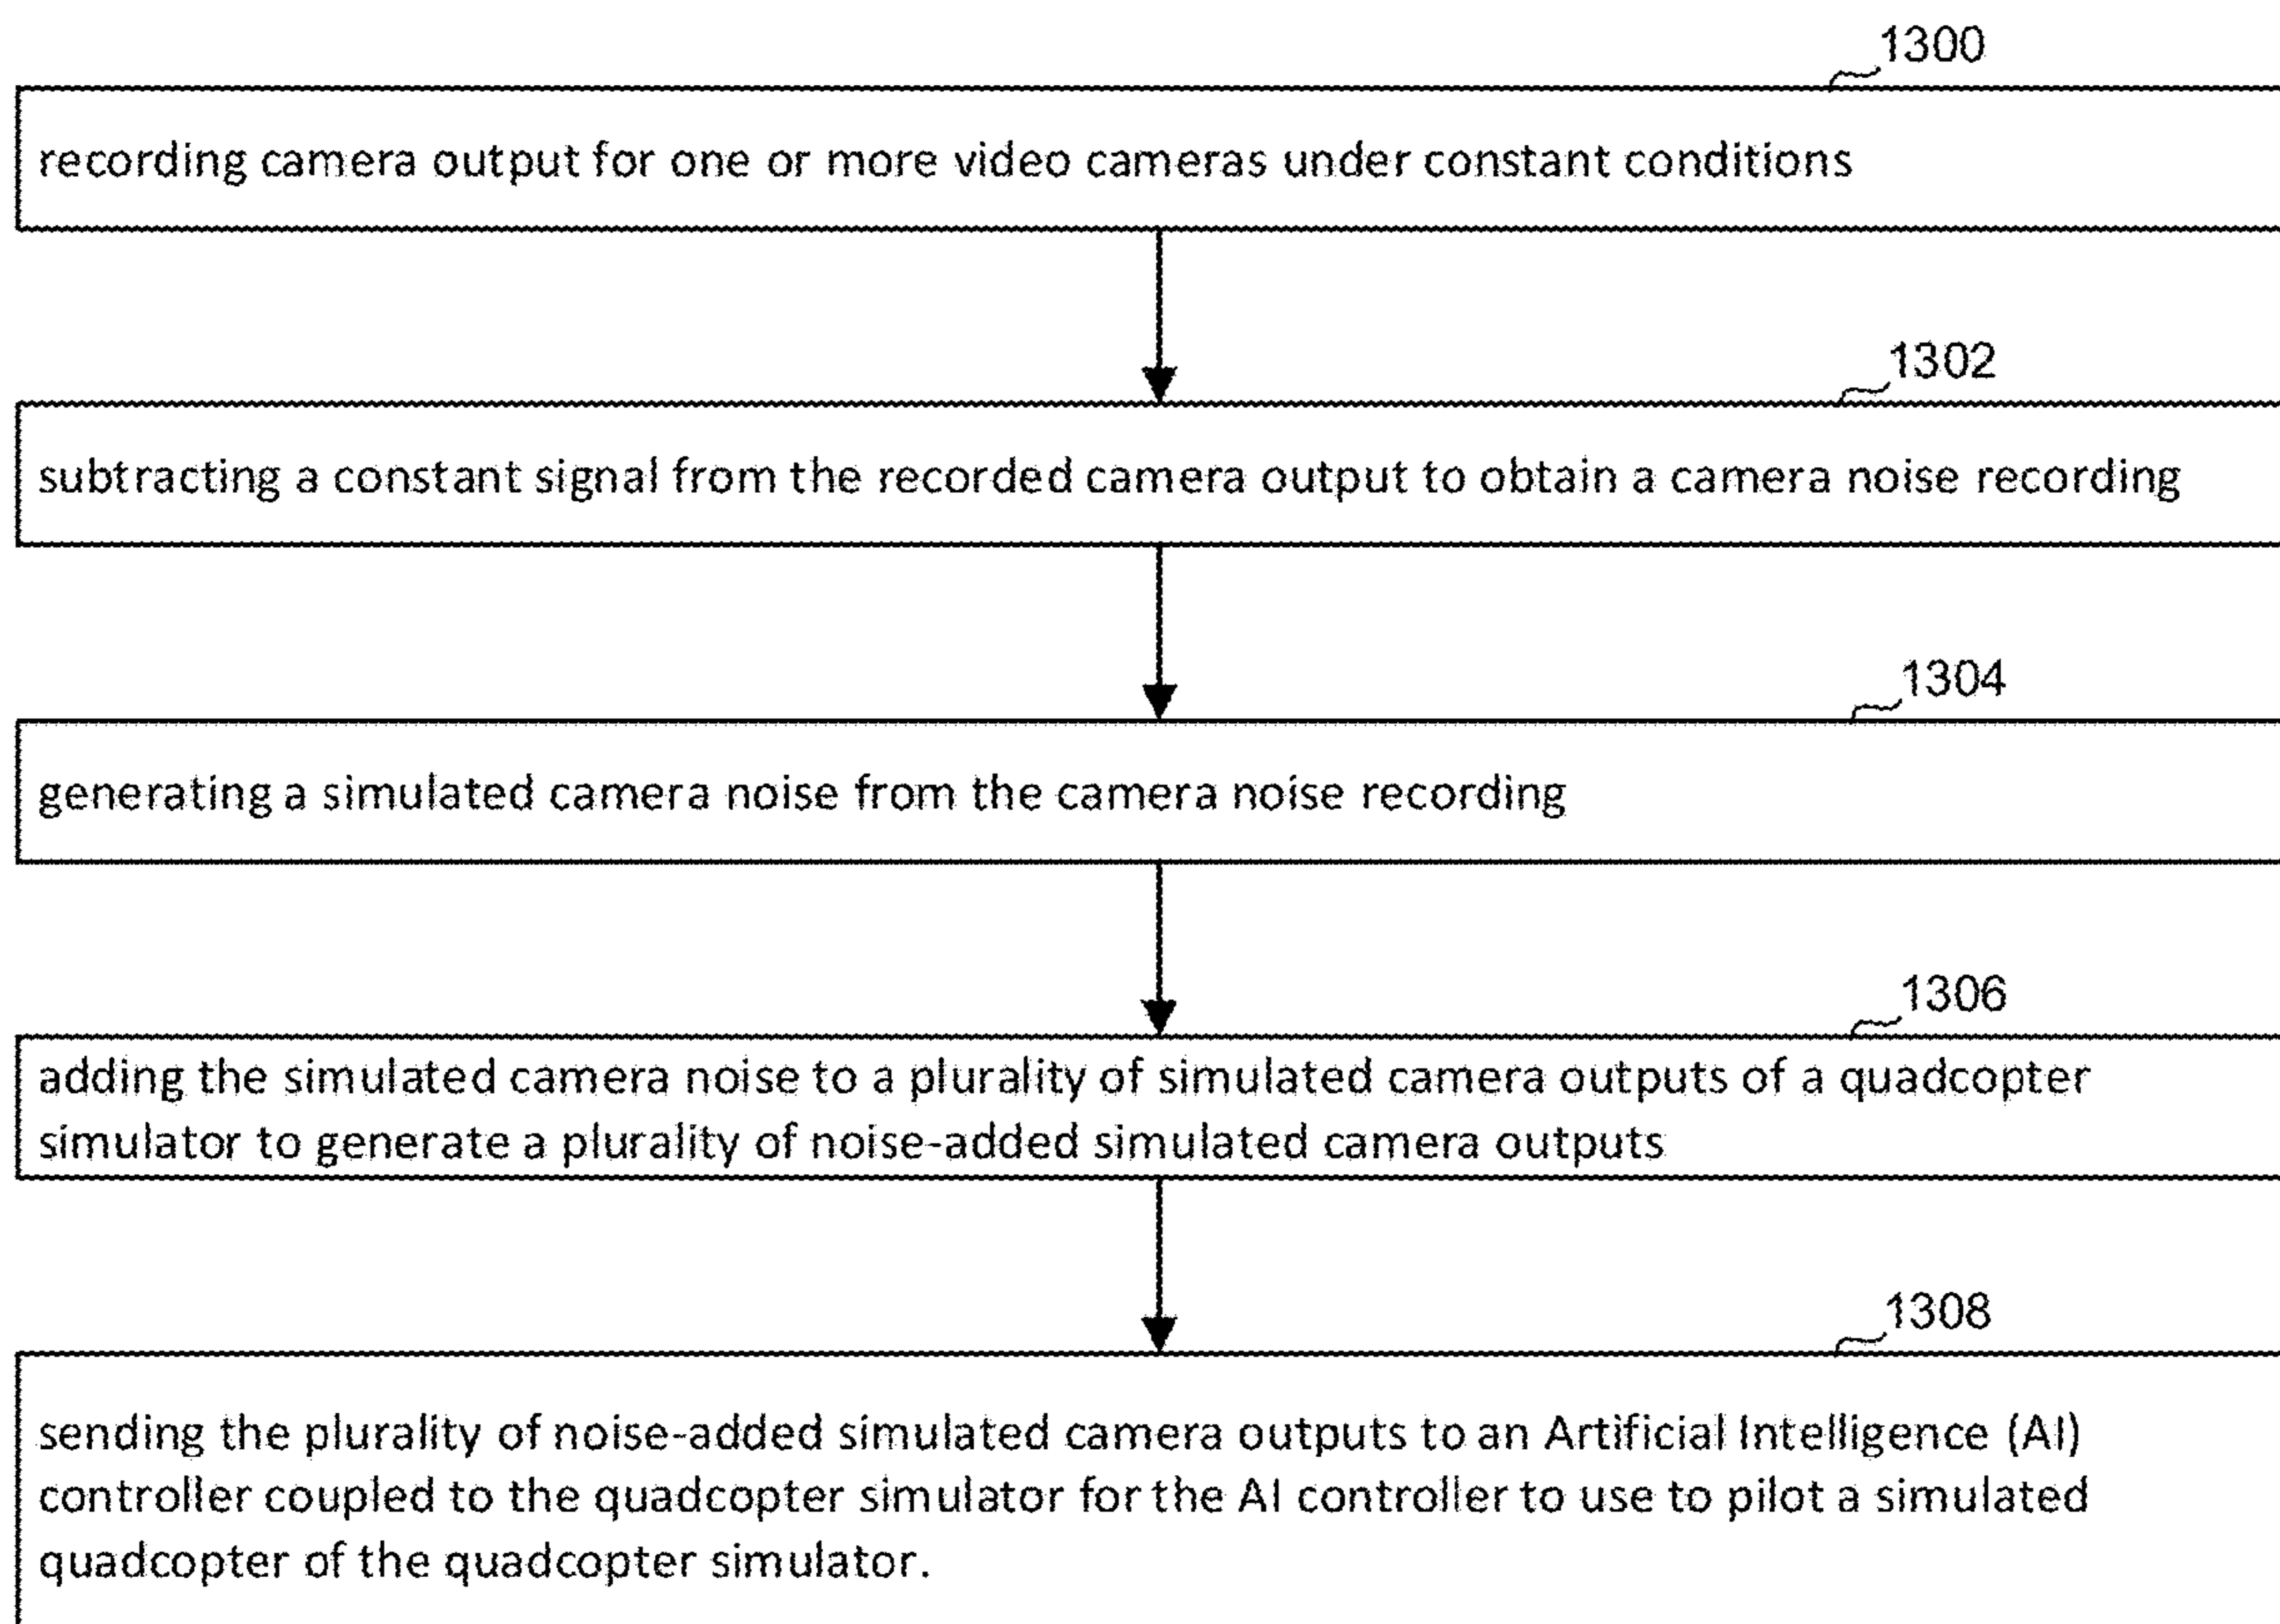 1300
recording camera output for one or more video cameras under constant conditions
1302
subtracting a constant signal from the recorded camera output to obtain a camera noise recording
1304
generating a simulated camera noise from the camera noise recording
1306
adding the simulated camera noise to a plurality of simulated camera outputs of a quadcopter
simulator to generate a plurality of noise-added simulated camera outputs
1308
sending the plurality of noise-added simulated camera outputs to an Artificial Intelligence (AI)
controller coupled to the quadcopter simulator for the AI controller to use to pilot a simulated
quadcopter of the quadcopter simulator.